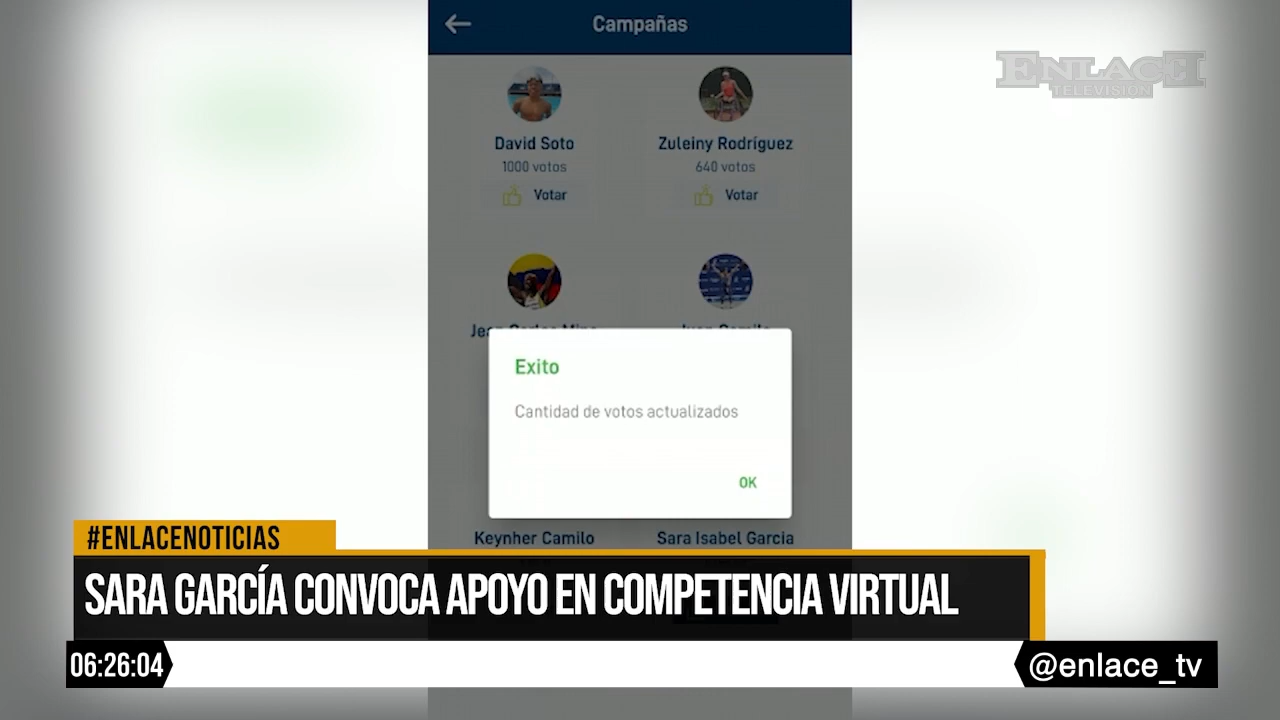 Campañas
ENLACE
TELEVISIÓN
David Soto
Zuleiny Rodríguez
1000 votos
640 votos
Votar
Votar
Exito
Cantidad de votos actualizados
OK
Keynher Camilo
Sara Isabel Garcia
#ENLACENOTICIAS
SARA GARCÍA CONVOCA APOYO EN COMPETENCIA VIRTUAL
06:26:04
@enlace_tv